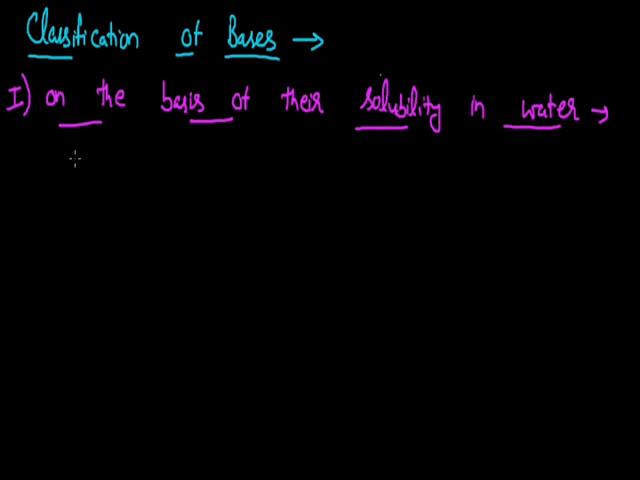 Classification of Bases →
I) on the basis of their solubility in water →